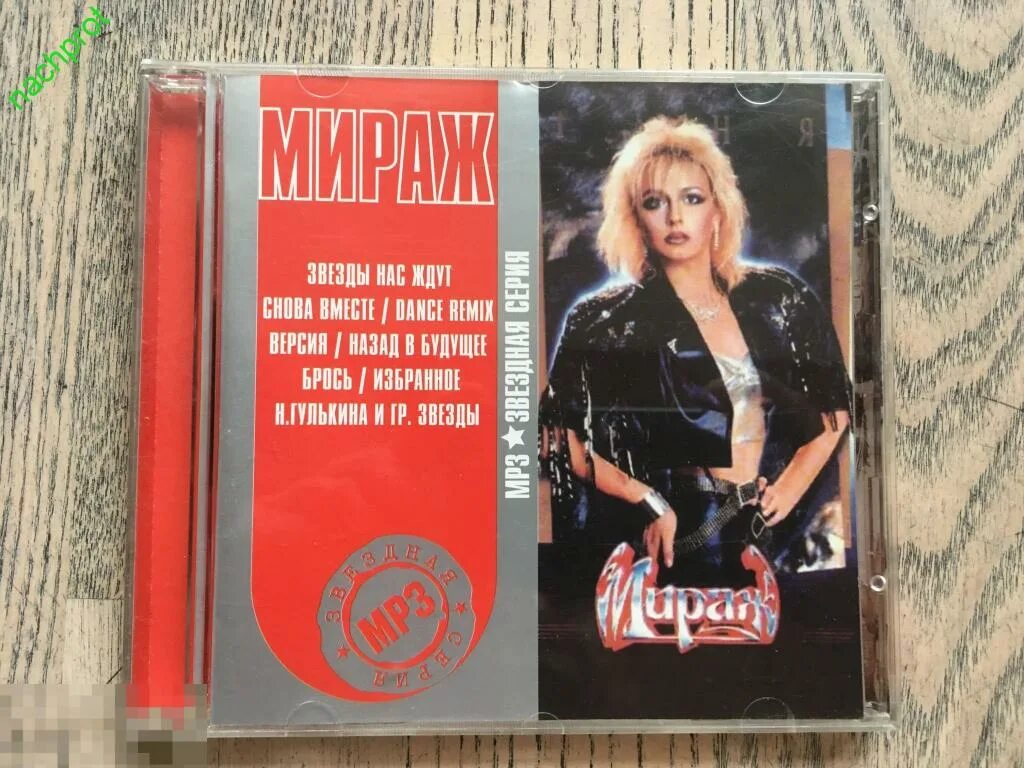 nachprot
МИРАЖ
ЗВЕЗДЫ НАС ЖДУТ
СНОВА ВМЕСТЕ / DANCE REMIX
ВЕРСИЯ / НАЗАД В БУДУЩЕЕ
БРОСЬ / ИЗБРАННОЕ
Н.ГУЛЬКИНА И ГР. ЗВЕЗДЫ
ЗВЕЗДНАЯ СЕРИЯ
MP3
MP3 ★ ЗВЕЗДНАЯ СЕРИЯ
Мираж